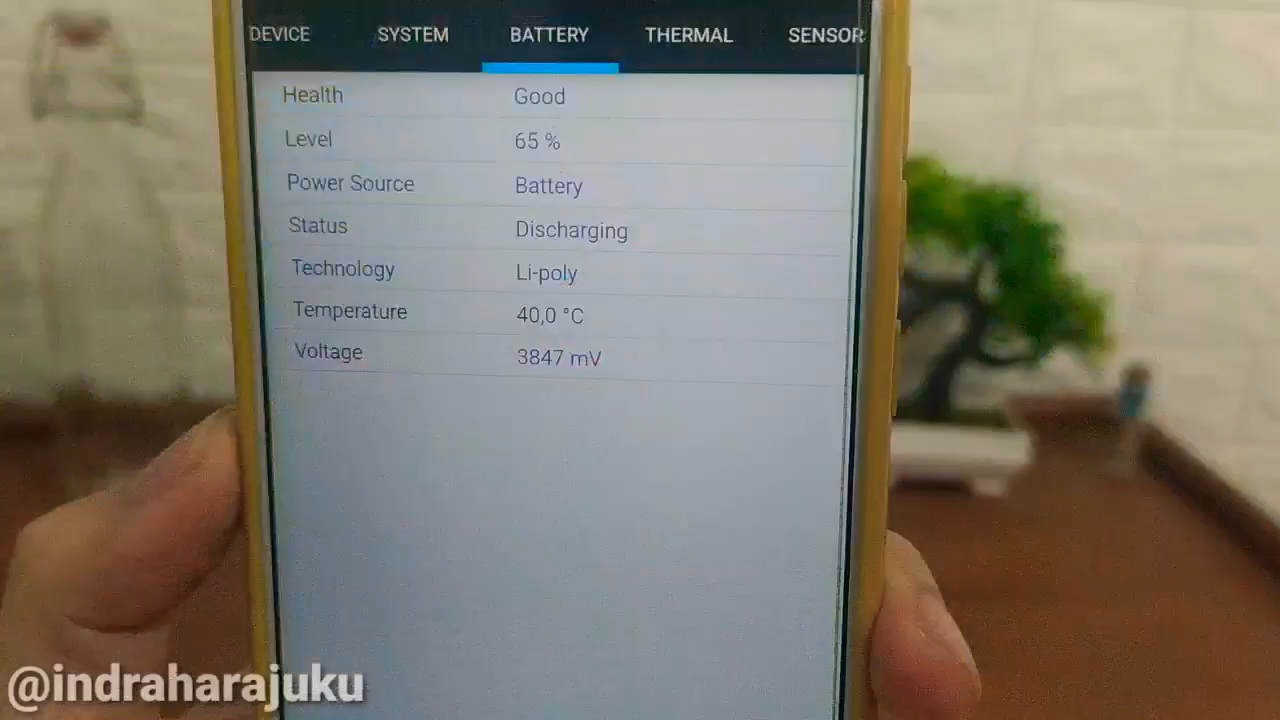 DEVICE SYSTEM BATTERY THERMAL SENSOR
Health Good
Level 65 %
Power Source Battery
Status Discharging
Technology Li-poly
Temperature 40,0 °C
Voltage 3847 mV
@indraharajuku